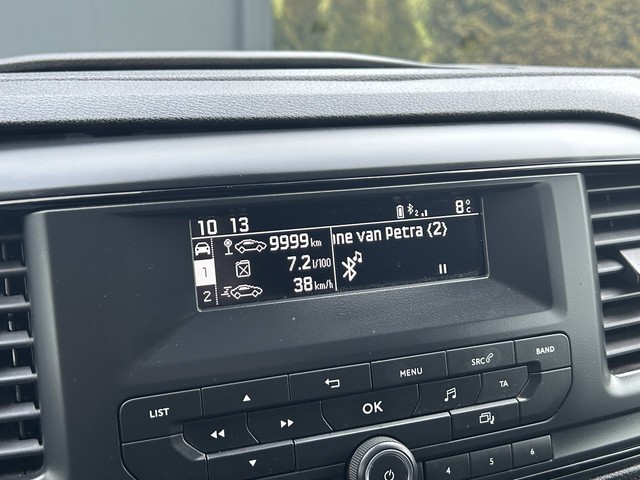 10 13
2
8°C
9999 km
ne van Petra {2}
1
7.2 l/100
2
38 km/h
LIST
MENU
SRC
BAND
OK
TA
4
5
6